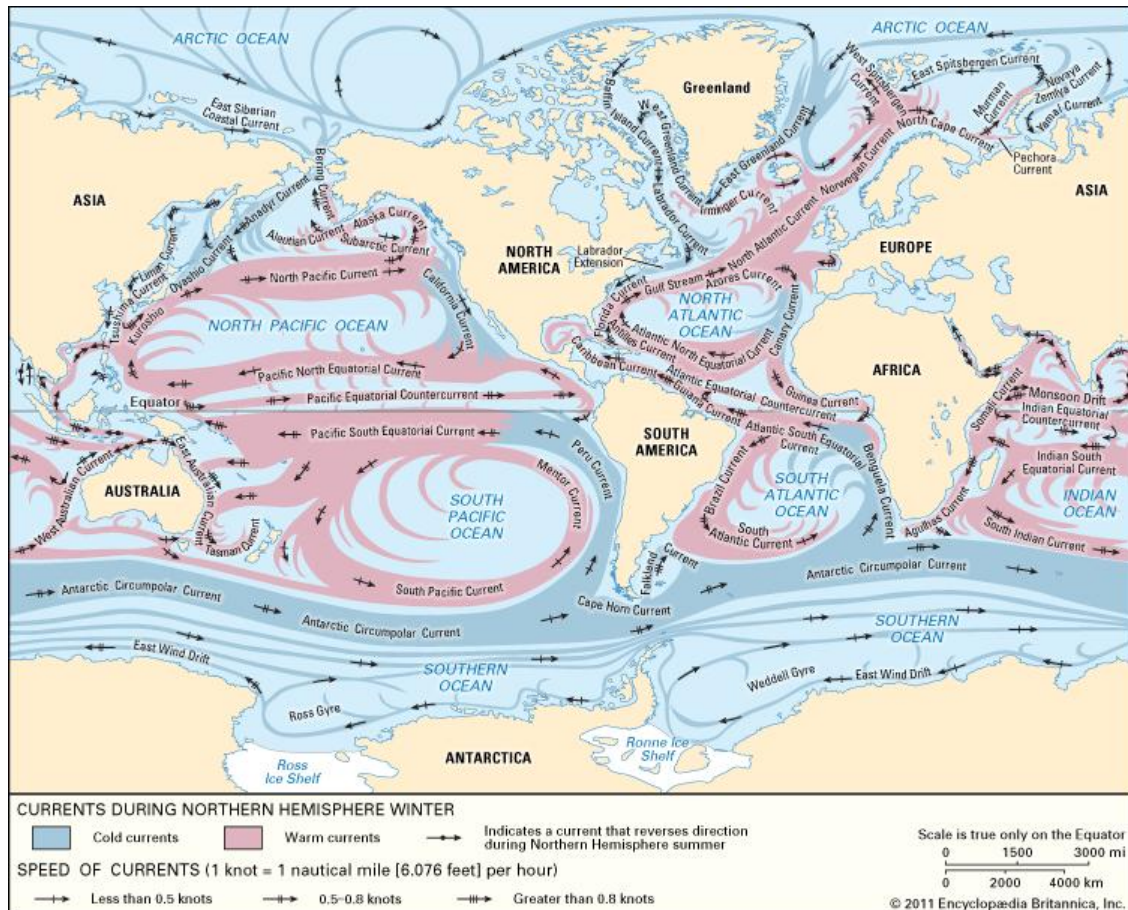 ARCTIC OCEAN
ARCTIC OCEAN
Greenland
West Spitsbergen Current
East Spitsbergen Current
Novaya Zemlya Current
Murman Current
Yamal Current
North Cape Current
Pechora Current
Norwegian Current
East Siberian
Coastal Current
Bering Current
Baffin Island Current
West Greenland Current
East Greenland Current
Irminger Current
Labrador Current
ASIA
Anadyr Current
Aleutian Current
Alaska Current
Subarctic Current
Liman Current
Oyashio Current
Tsushima Current
Kuroshio
North Pacific Current
California Current
NORTH
AMERICA
Labrador
Extension
North Atlantic Current
EUROPE
ASIA
Florida Current
Gulf Stream
Azores Current
NORTH PACIFIC OCEAN
NORTH
ATLANTIC
OCEAN
Canary Current
Antilles Current
Atlantic North Equatorial Current
Caribbean Current
Pacific North Equatorial Current
Guiana Current
Atlantic Equatorial Countercurrent
Guinea Current
AFRICA
Somali Current
Monsoon Drift
Indian Equatorial
Countercurrent
Equator
Pacific Equatorial Countercurrent
Pacific South Equatorial Current
Peru Current
SOUTH
AMERICA
Atlantic South Equatorial
Current
Indian South
Equatorial Current
West Australian Current
AUSTRALIA
East Australian Current
Tasman Current
SOUTH
PACIFIC
OCEAN
Mentor Current
Brazil Current
SOUTH
ATLANTIC
OCEAN
Benguela Current
Agulhas Current
INDIAN
OCEAN
South Indian Current
South
Atlantic Current
Falkland Current
South Pacific Current
Antarctic Circumpolar Current
Antarctic Circumpolar Current
Cape Horn Current
Antarctic Circumpolar Current
East Wind Drift
SOUTHERN
OCEAN
SOUTHERN
OCEAN
Weddell Gyre
East Wind Drift
Ross Gyre
Ross
Ice Shelf
ANTARCTICA
Ronne Ice
Shelf
CURRENTS DURING NORTHERN HEMISPHERE WINTER
Cold currents
Warm currents
Indicates a current that reverses direction
during Northern Hemisphere summer
SPEED OF CURRENTS (1 knot = 1 nautical mile [6.076 feet] per hour)
Less than 0.5 knots
0.5–0.8 knots
Greater than 0.8 knots
Scale is true only on the Equator
0 1500 3000 mi
0 2000 4000 km
© 2011 Encyclopædia Britannica, Inc.